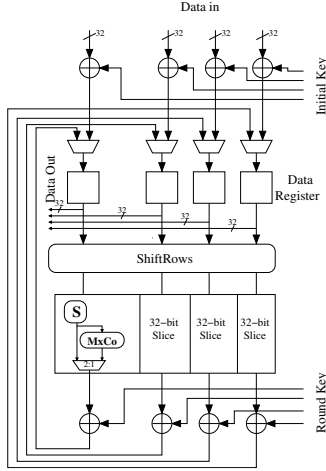 Data in
32
32
32
32
Initial Key
Data Out
Data
Register
32
32
32
32
ShiftRows
S
MxCo
2:1
32-bit
Slice
32-bit
Slice
32-bit
Slice
Round Key